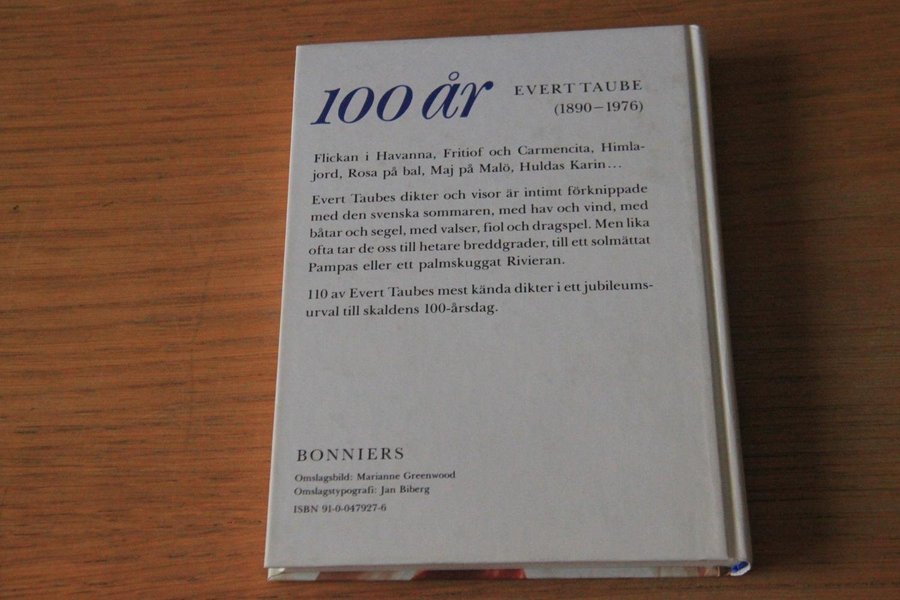 100 år EVERT TAUBE
(1890–1976)
Flickan i Havanna, Fritiof och Carmencita, Himla-
jord, Rosa på bal, Maj på Malö, Huldas Karin...
Evert Taubes dikter och visor är intimt förknippade
med den svenska sommaren, med hav och vind, med
båtar och segel, med valser, fiol och dragspel. Men lika
ofta tar de oss till hetare breddgrader, till ett solmättat
Pampas eller ett palmskuggat Rivieran.
110 av Evert Taubes mest kända dikter i ett jubileums-
urval till skaldens 100-årsdag.
BONNIERS
Omslagsbild: Marianne Greenwood
Omslagstypografi: Jan Biberg
ISBN 91-0-047927-6